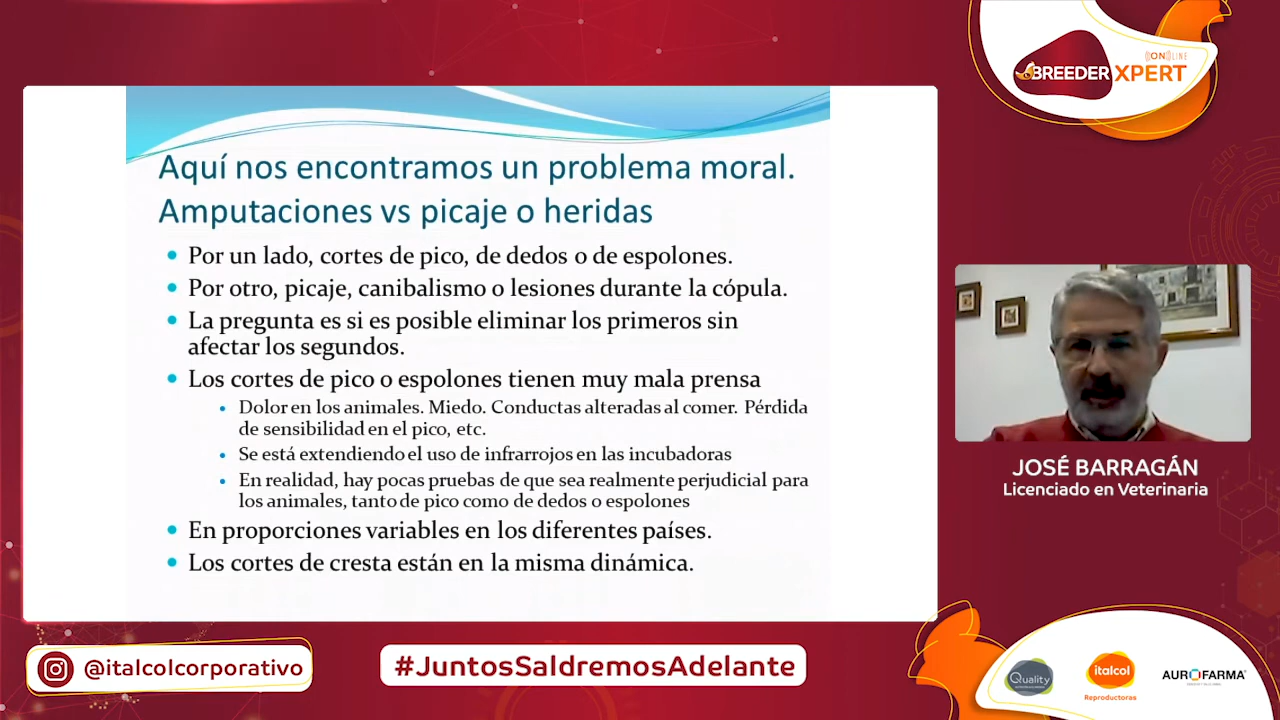 ((ON))LINE
BREEDER XPERT
Aquí nos encontramos un problema moral.
Amputaciones vs picaje o heridas
• Por un lado, cortes de pico, de dedos o de espolones.
• Por otro, picaje, canibalismo o lesiones durante la cópula.
• La pregunta es si es posible eliminar los primeros sin
afectar los segundos.
• Los cortes de pico o espolones tienen muy mala prensa
• Dolor en los animales. Miedo. Conductas alteradas al comer. Pérdida
de sensibilidad en el pico, etc.
• Se está extendiendo el uso de infrarrojos en las incubadoras
• En realidad, hay pocas pruebas de que sea realmente perjudicial para
los animales, tanto de pico como de dedos o espolones
• En proporciones variables en los diferentes países.
• Los cortes de cresta están en la misma dinámica.
JOSÉ BARRAGÁN
Licenciado en Veterinaria
@italcolcorporativo
#JuntosSaldremosAdelante
Quality
italcol
Reproductoras
AUROFARMA